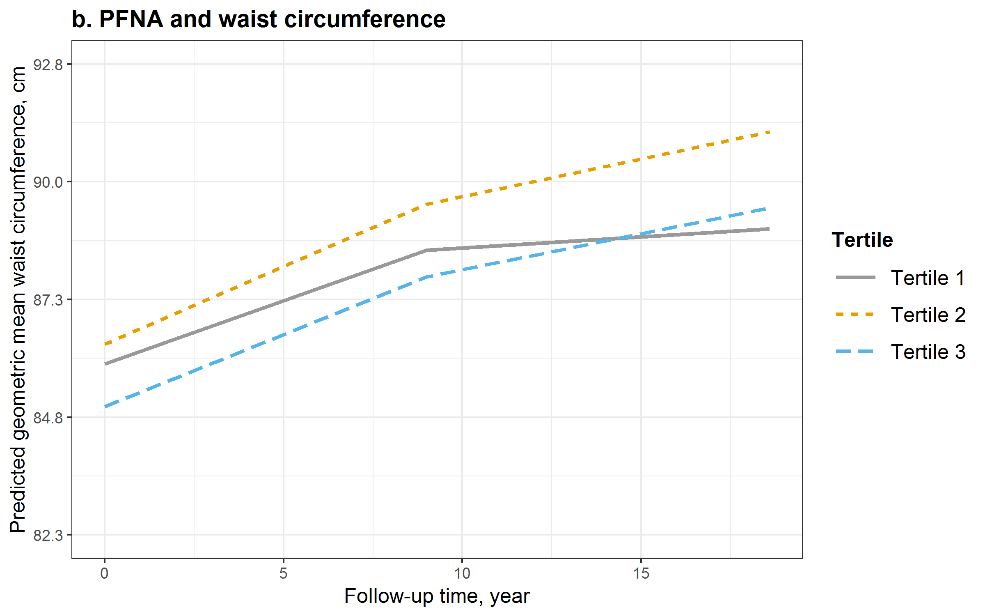 b. PFNA and waist circumference
Predicted geometric mean waist circumference, cm
92.8
90.0
87.3
84.8
82.3
0
5
10
15
Follow-up time, year
Tertile
Tertile 1
Tertile 2
Tertile 3